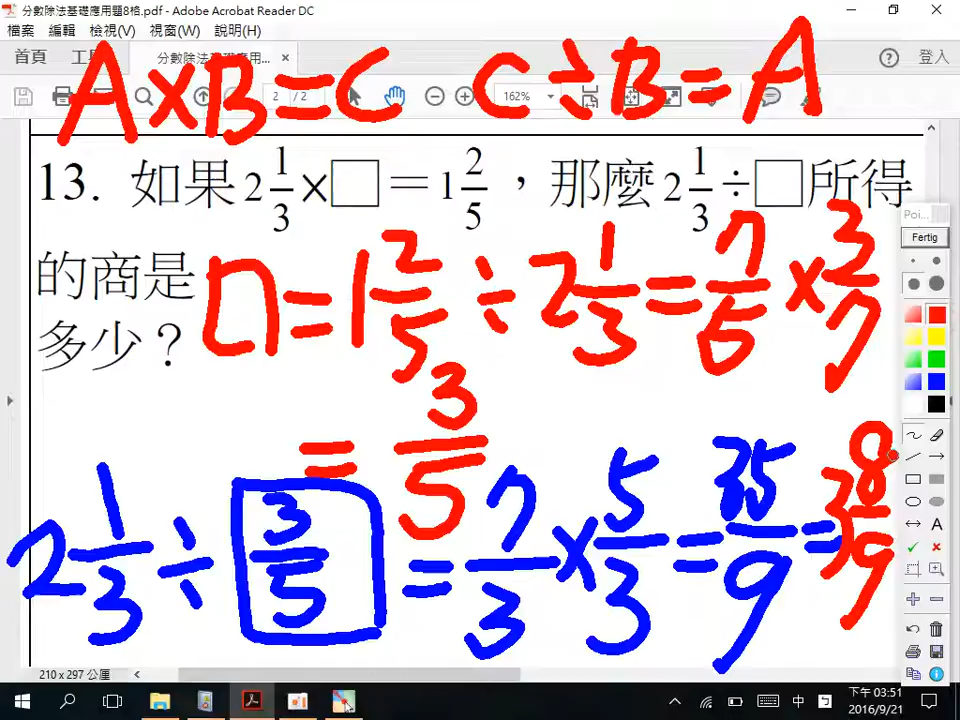 分數除法基礎應用題8格.pdf - Adobe Acrobat Reader DC
檔案 編輯 檢視(V) 視窗(W) 說明(H)
首頁 分數除法 應用... × 登入
2 / 2 162%
A×B=C C÷B=A
13. 如果 2 1/3 × □ = 1 2/5 ,那麼 2 1/3 ÷ □ 所得
的商是
多少?
□ = 1 2/5 ÷ 2 1/3 = 7/5 × 3/7
= 3/5
2 1/3 ÷ 3/5 = 7/3 × 5/3 = 35/9 = 3 8/9
Poi...
Fertig
A
210 x 297 公厘
中
下午 03:51
2016/9/21